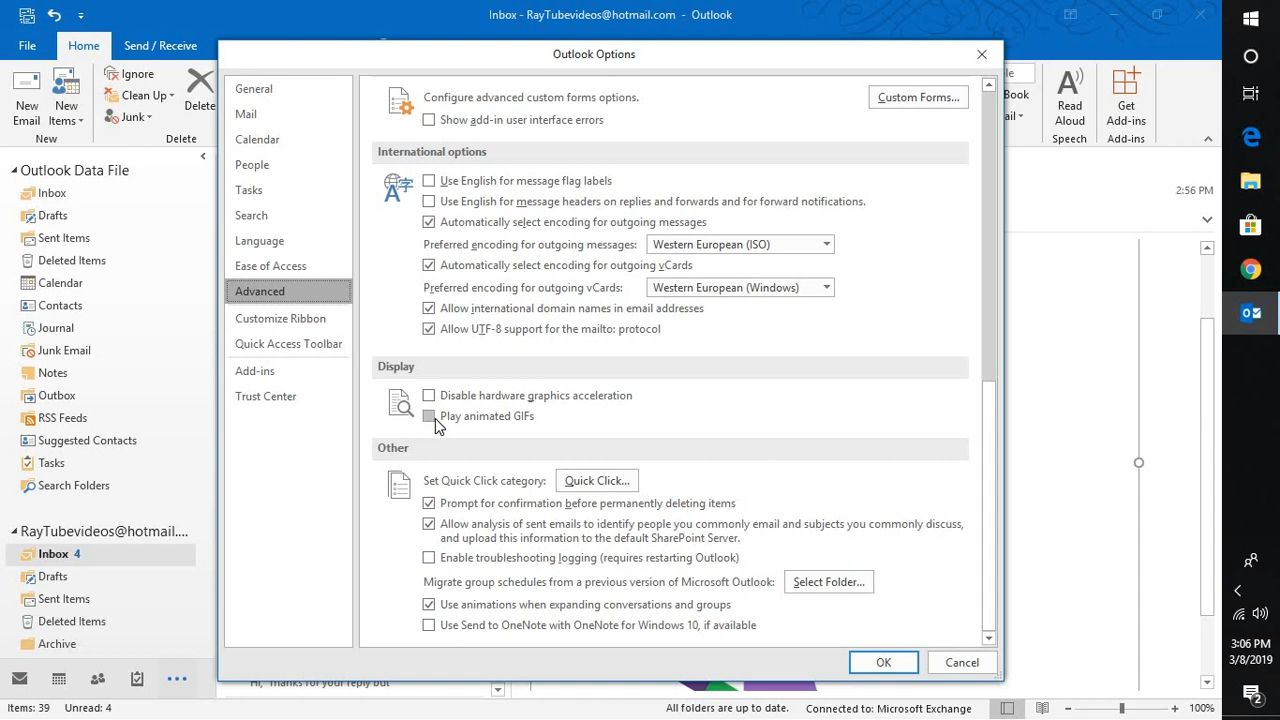 Inbox - RayTubevideos@hotmail.com - Outlook
File
Home
Send / Receive
New Email
New Items
Ignore
Clean Up
Junk
Delete
New
Delete
Book
Read Aloud
Get Add-ins
Speech
Add-ins
Outlook Data File
Inbox
Drafts
Sent Items
Deleted Items
Calendar
Contacts
Journal
Junk Email
Notes
Outbox
RSS Feeds
Suggested Contacts
Tasks
Search Folders
RayTubevideos@hotmail....
Inbox 4
Drafts
Sent Items
Deleted Items
Archive
Items: 39
Unread: 4
Outlook Options
General
Mail
Calendar
People
Tasks
Search
Language
Ease of Access
Advanced
Customize Ribbon
Quick Access Toolbar
Add-ins
Trust Center
Configure advanced custom forms options.
Custom Forms...
Show add-in user interface errors
International options
Use English for message flag labels
Use English for message headers on replies and forwards and for forward notifications.
Automatically select encoding for outgoing messages
Preferred encoding for outgoing messages: Western European (ISO)
Automatically select encoding for outgoing vCards
Preferred encoding for outgoing vCards: Western European (Windows)
Allow international domain names in email addresses
Allow UTF-8 support for the mailto: protocol
Display
Disable hardware graphics acceleration
Play animated GIFs
Other
Set Quick Click category: Quick Click...
Prompt for confirmation before permanently deleting items
Allow analysis of sent emails to identify people you commonly email and subjects you commonly discuss,
and upload this information to the default SharePoint Server.
Enable troubleshooting logging (requires restarting Outlook)
Migrate group schedules from a previous version of Microsoft Outlook: Select Folder...
Use animations when expanding conversations and groups
Use Send to OneNote with OneNote for Windows 10, if available
OK
Cancel
2:56 PM
All folders are up to date.
Connected to: Microsoft Exchange
100%
3:06 PM
3/8/2019
2